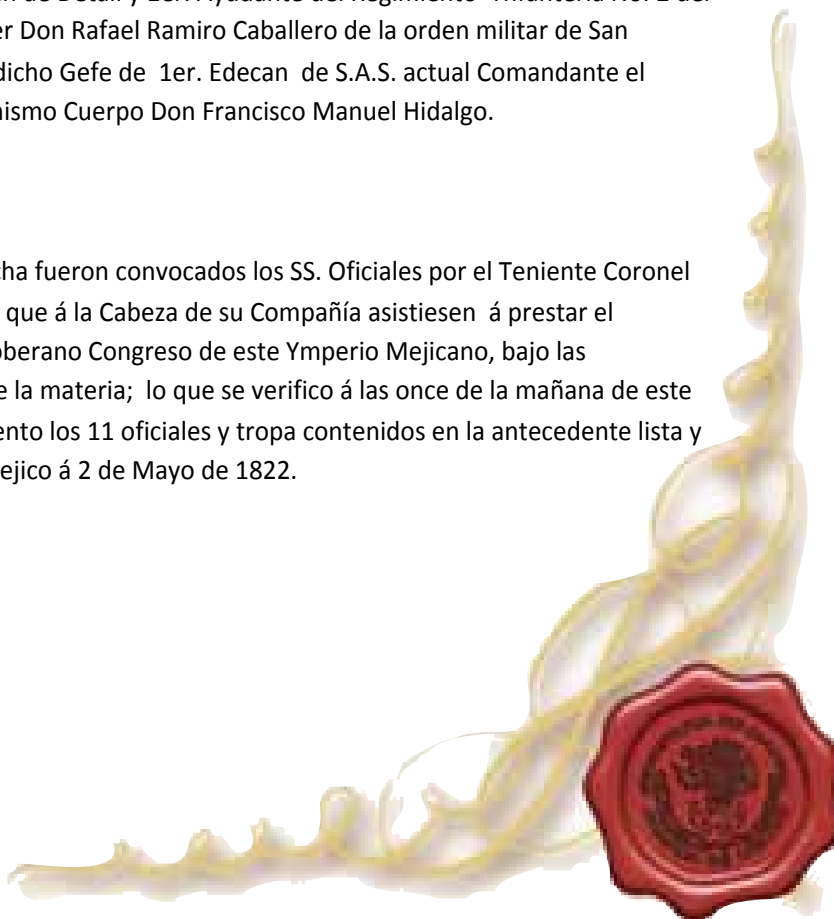 er Don Rafael Ramiro Caballero de la orden militar de San
dicho Gefe de 1er. Edecan de S.A.S. actual Comandante el
nismo Cuerpo Don Francisco Manuel Hidalgo.
cha fueron convocados los SS. Oficiales por el Teniente Coronel
que á la Cabeza de su Compañía asistiesen á prestar el
oberano Congreso de este Ymperio Mejicano, bajo las
e la materia; lo que se verifico á las once de la mañana de este
ento los 11 oficiales y tropa contenidos en la antecedente lista y
ejico á 2 de Mayo de 1822.